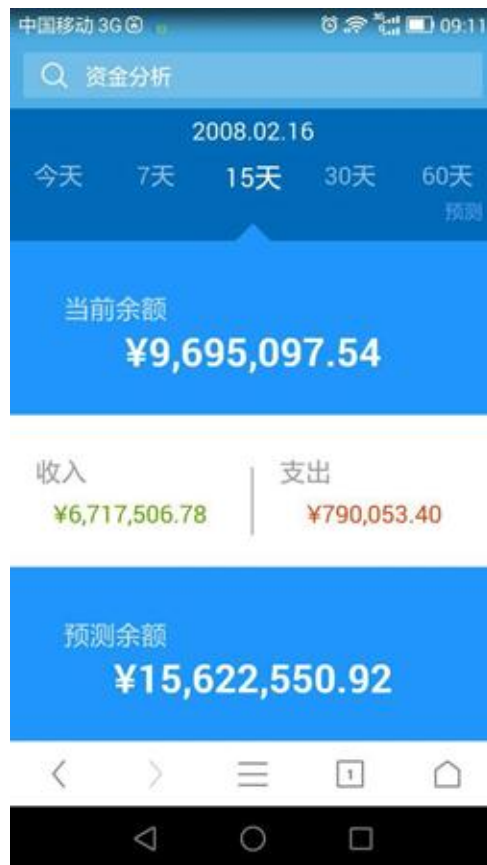 中国移动 3G 09:11
资金分析
2008.02.16
今天 7天 15天 30天 60天
预测
当前余额
¥9,695,097.54
收入 支出
¥6,717,506.78 ¥790,053.40
预测余额
¥15,622,550.92
1